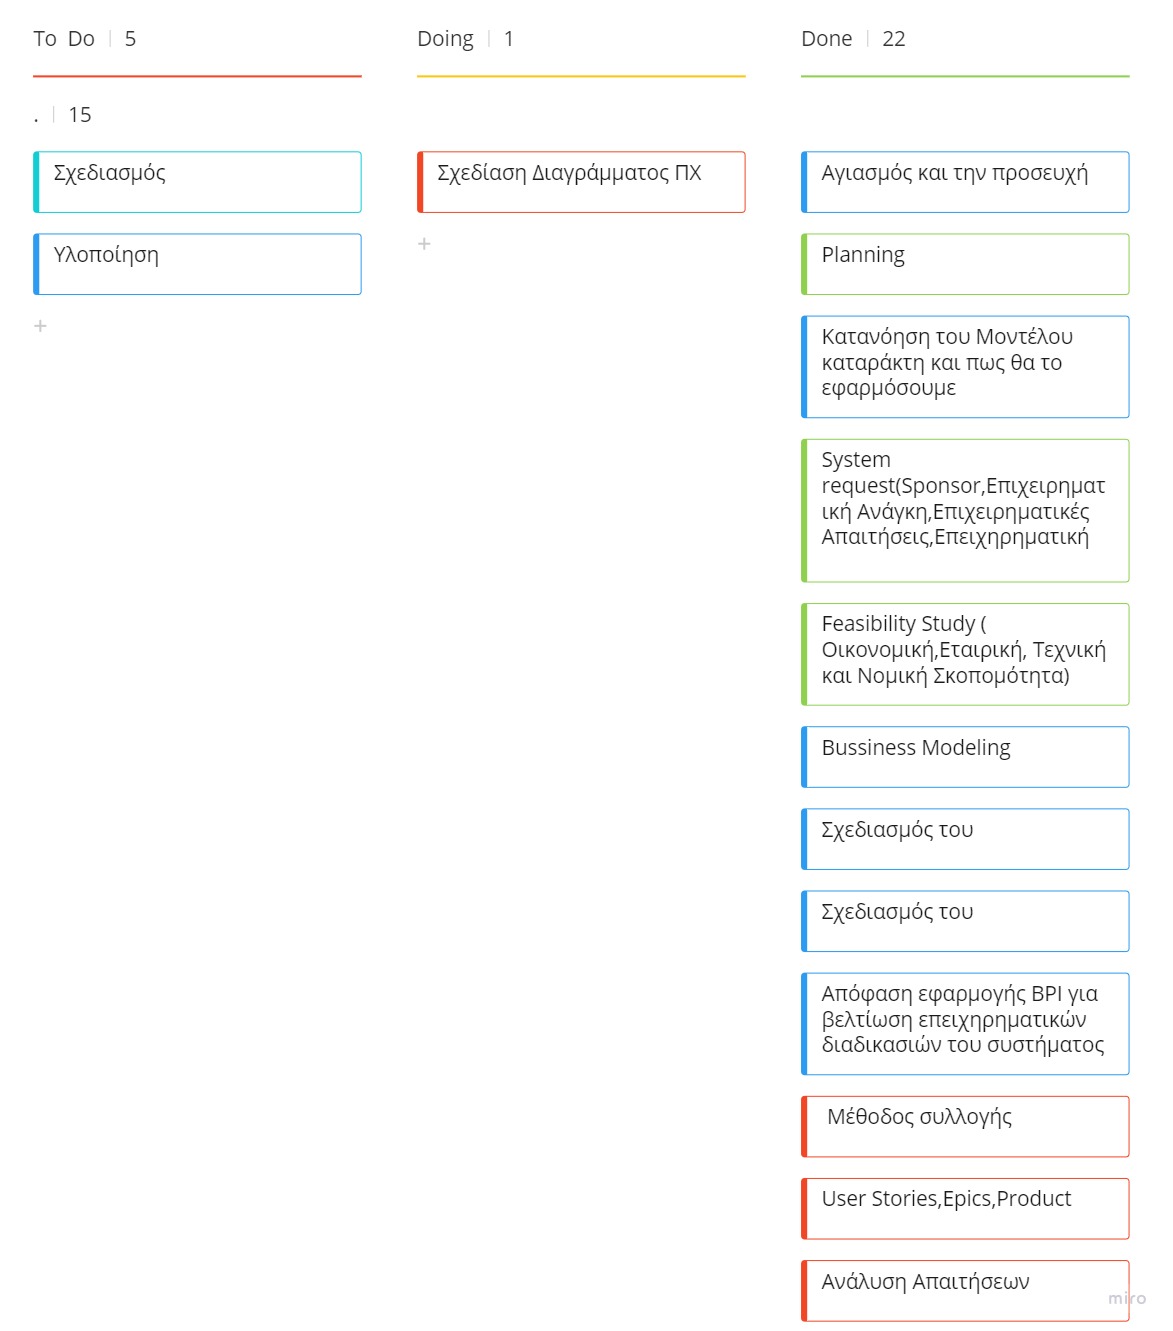 To Do 5
Doing 1
Done 22
. 15
Σχεδιασμός
Υλοποίηση
+
Σχεδίαση Διαγράμματος ΠΧ
+
Αγιασμός και την προσευχή
Planning
Κατανόηση του Μοντέλου
καταράκτη και πως θα το
εφαρμόσουμε
System
request(Sponsor,Επιχειρηματ
ική Ανάγκη,Επιχειρηματικές
Απαιτήσεις,Επειχηρηματική
Feasibility Study (
Οικονομική,Εταιρική, Τεχνική
και Νομική Σκοπομότητα)
Bussiness Modeling
Σχεδιασμός του
Σχεδιασμός του
Απόφαση εφαρμογής BPI για
βελτίωση επειχηρηματικών
διαδικασιών του συστήματος
Μέθοδος συλλογής
User Stories,Epics,Product
Ανάλυση Απαιτήσεων
miro